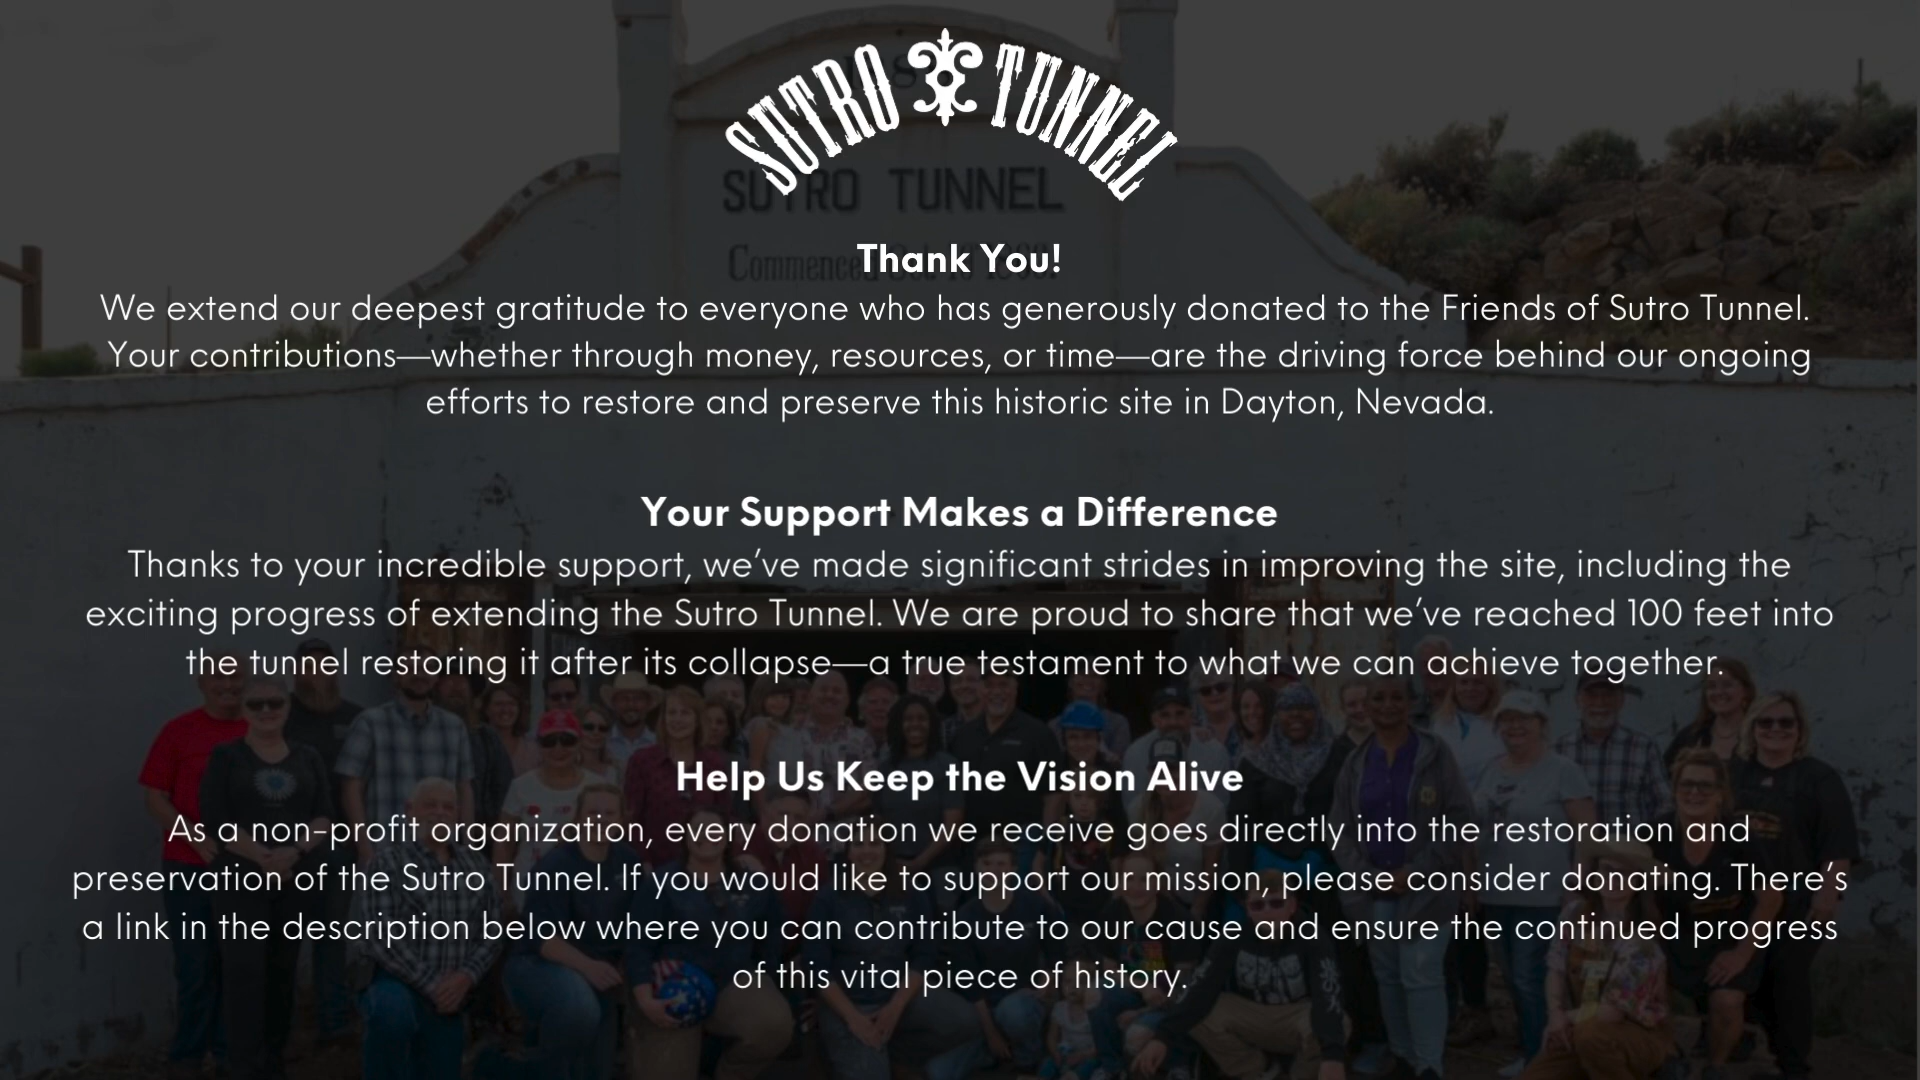 SUTRO TUNNEL
SUTRO TUNNEL
Commenced
Thank You!
We extend our deepest gratitude to everyone who has generously donated to the Friends of Sutro Tunnel.
Your contributions—whether through money, resources, or time—are the driving force behind our ongoing
efforts to restore and preserve this historic site in Dayton, Nevada.
Your Support Makes a Difference
Thanks to your incredible support, we’ve made significant strides in improving the site, including the
exciting progress of extending the Sutro Tunnel. We are proud to share that we’ve reached 100 feet into
the tunnel restoring it after its collapse—a true testament to what we can achieve together.
Help Us Keep the Vision Alive
As a non-profit organization, every donation we receive goes directly into the restoration and
preservation of the Sutro Tunnel. If you would like to support our mission, please consider donating. There’s
a link in the description below where you can contribute to our cause and ensure the continued progress
of this vital piece of history.